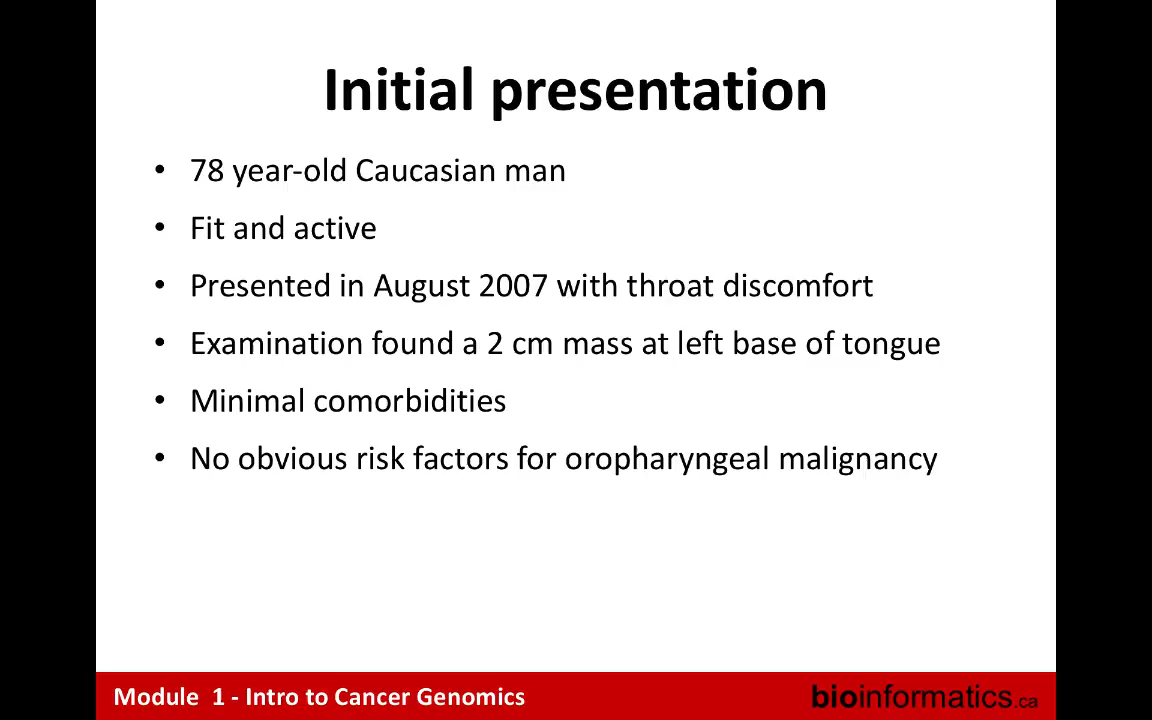 Initial presentation
• 78 year-old Caucasian man
• Fit and active
• Presented in August 2007 with throat discomfort
• Examination found a 2 cm mass at left base of tongue
• Minimal comorbidities
• No obvious risk factors for oropharyngeal malignancy
Module 1 - Intro to Cancer Genomics
bioinformatics.ca